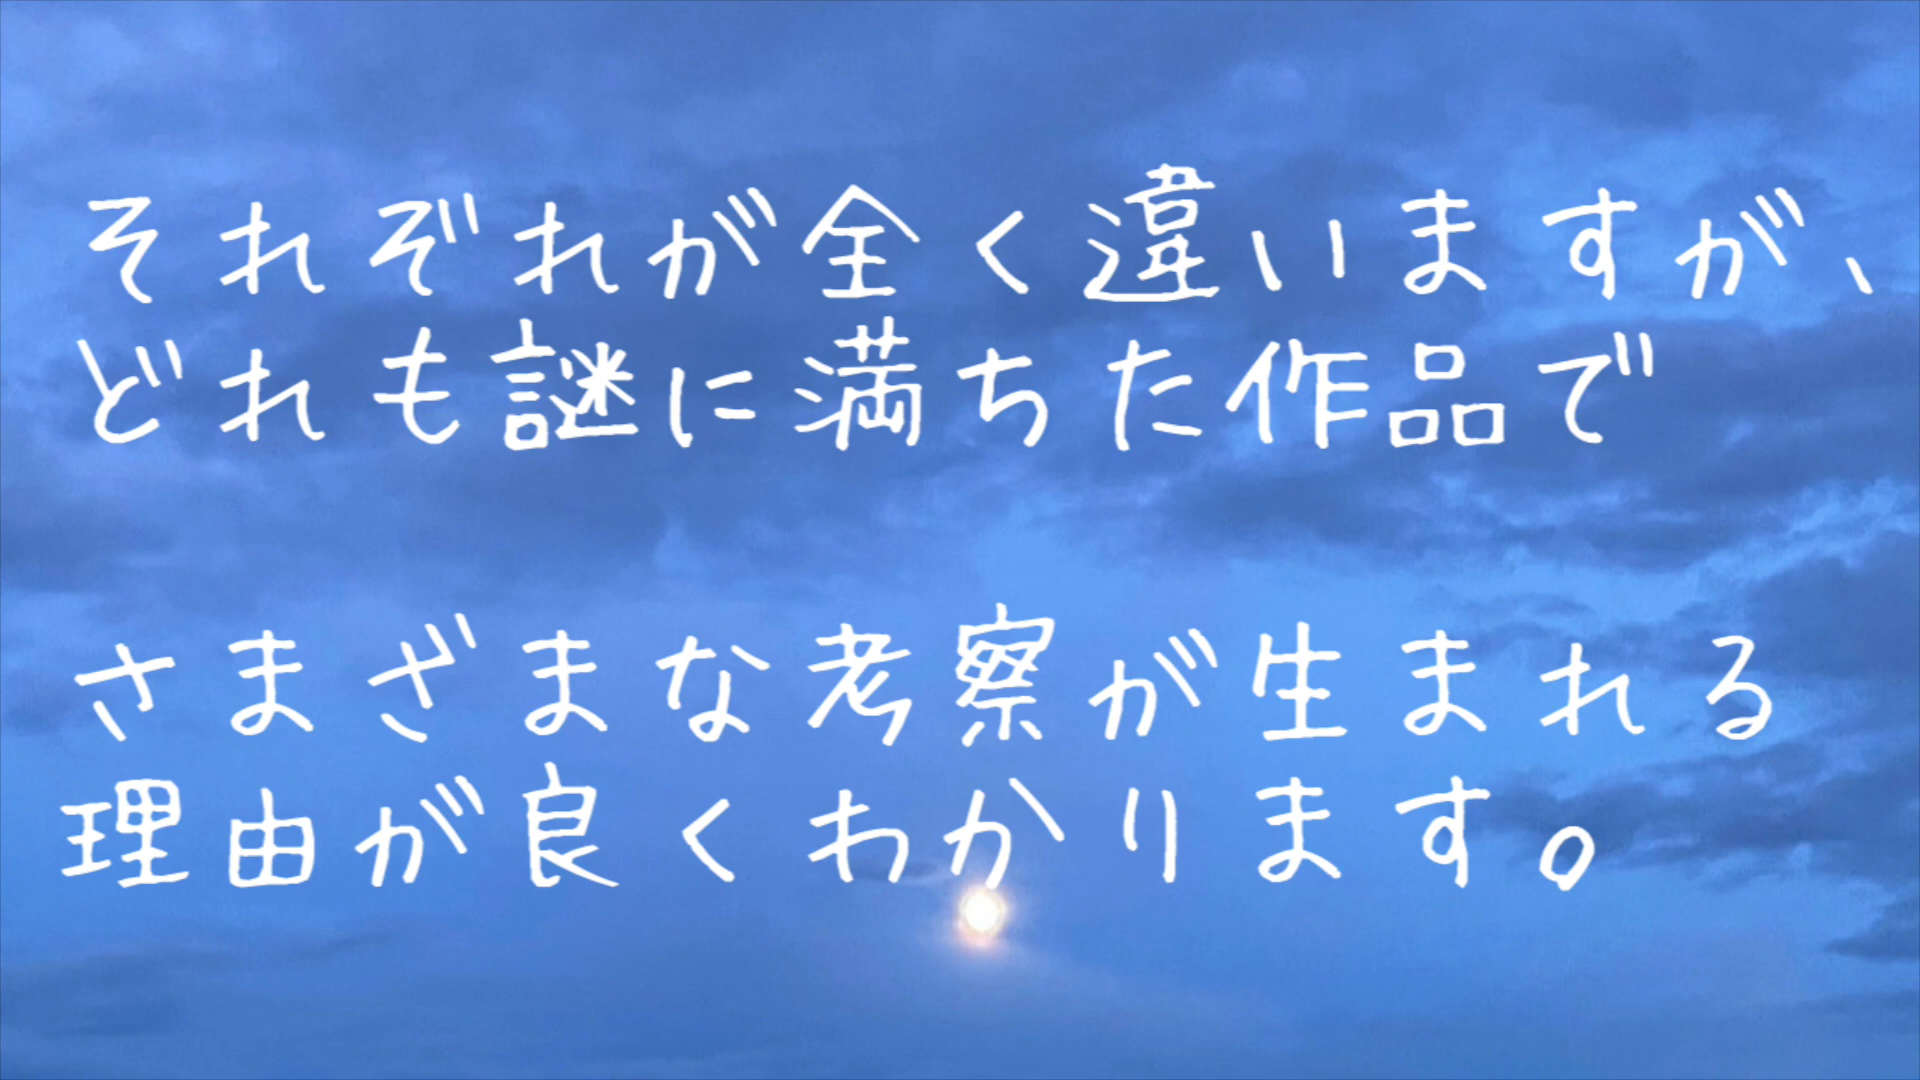 それぞれが全く違いますが、
どれも謎に満ちた作品で
さまざまな考察が生まれる
理由が良くわかります。